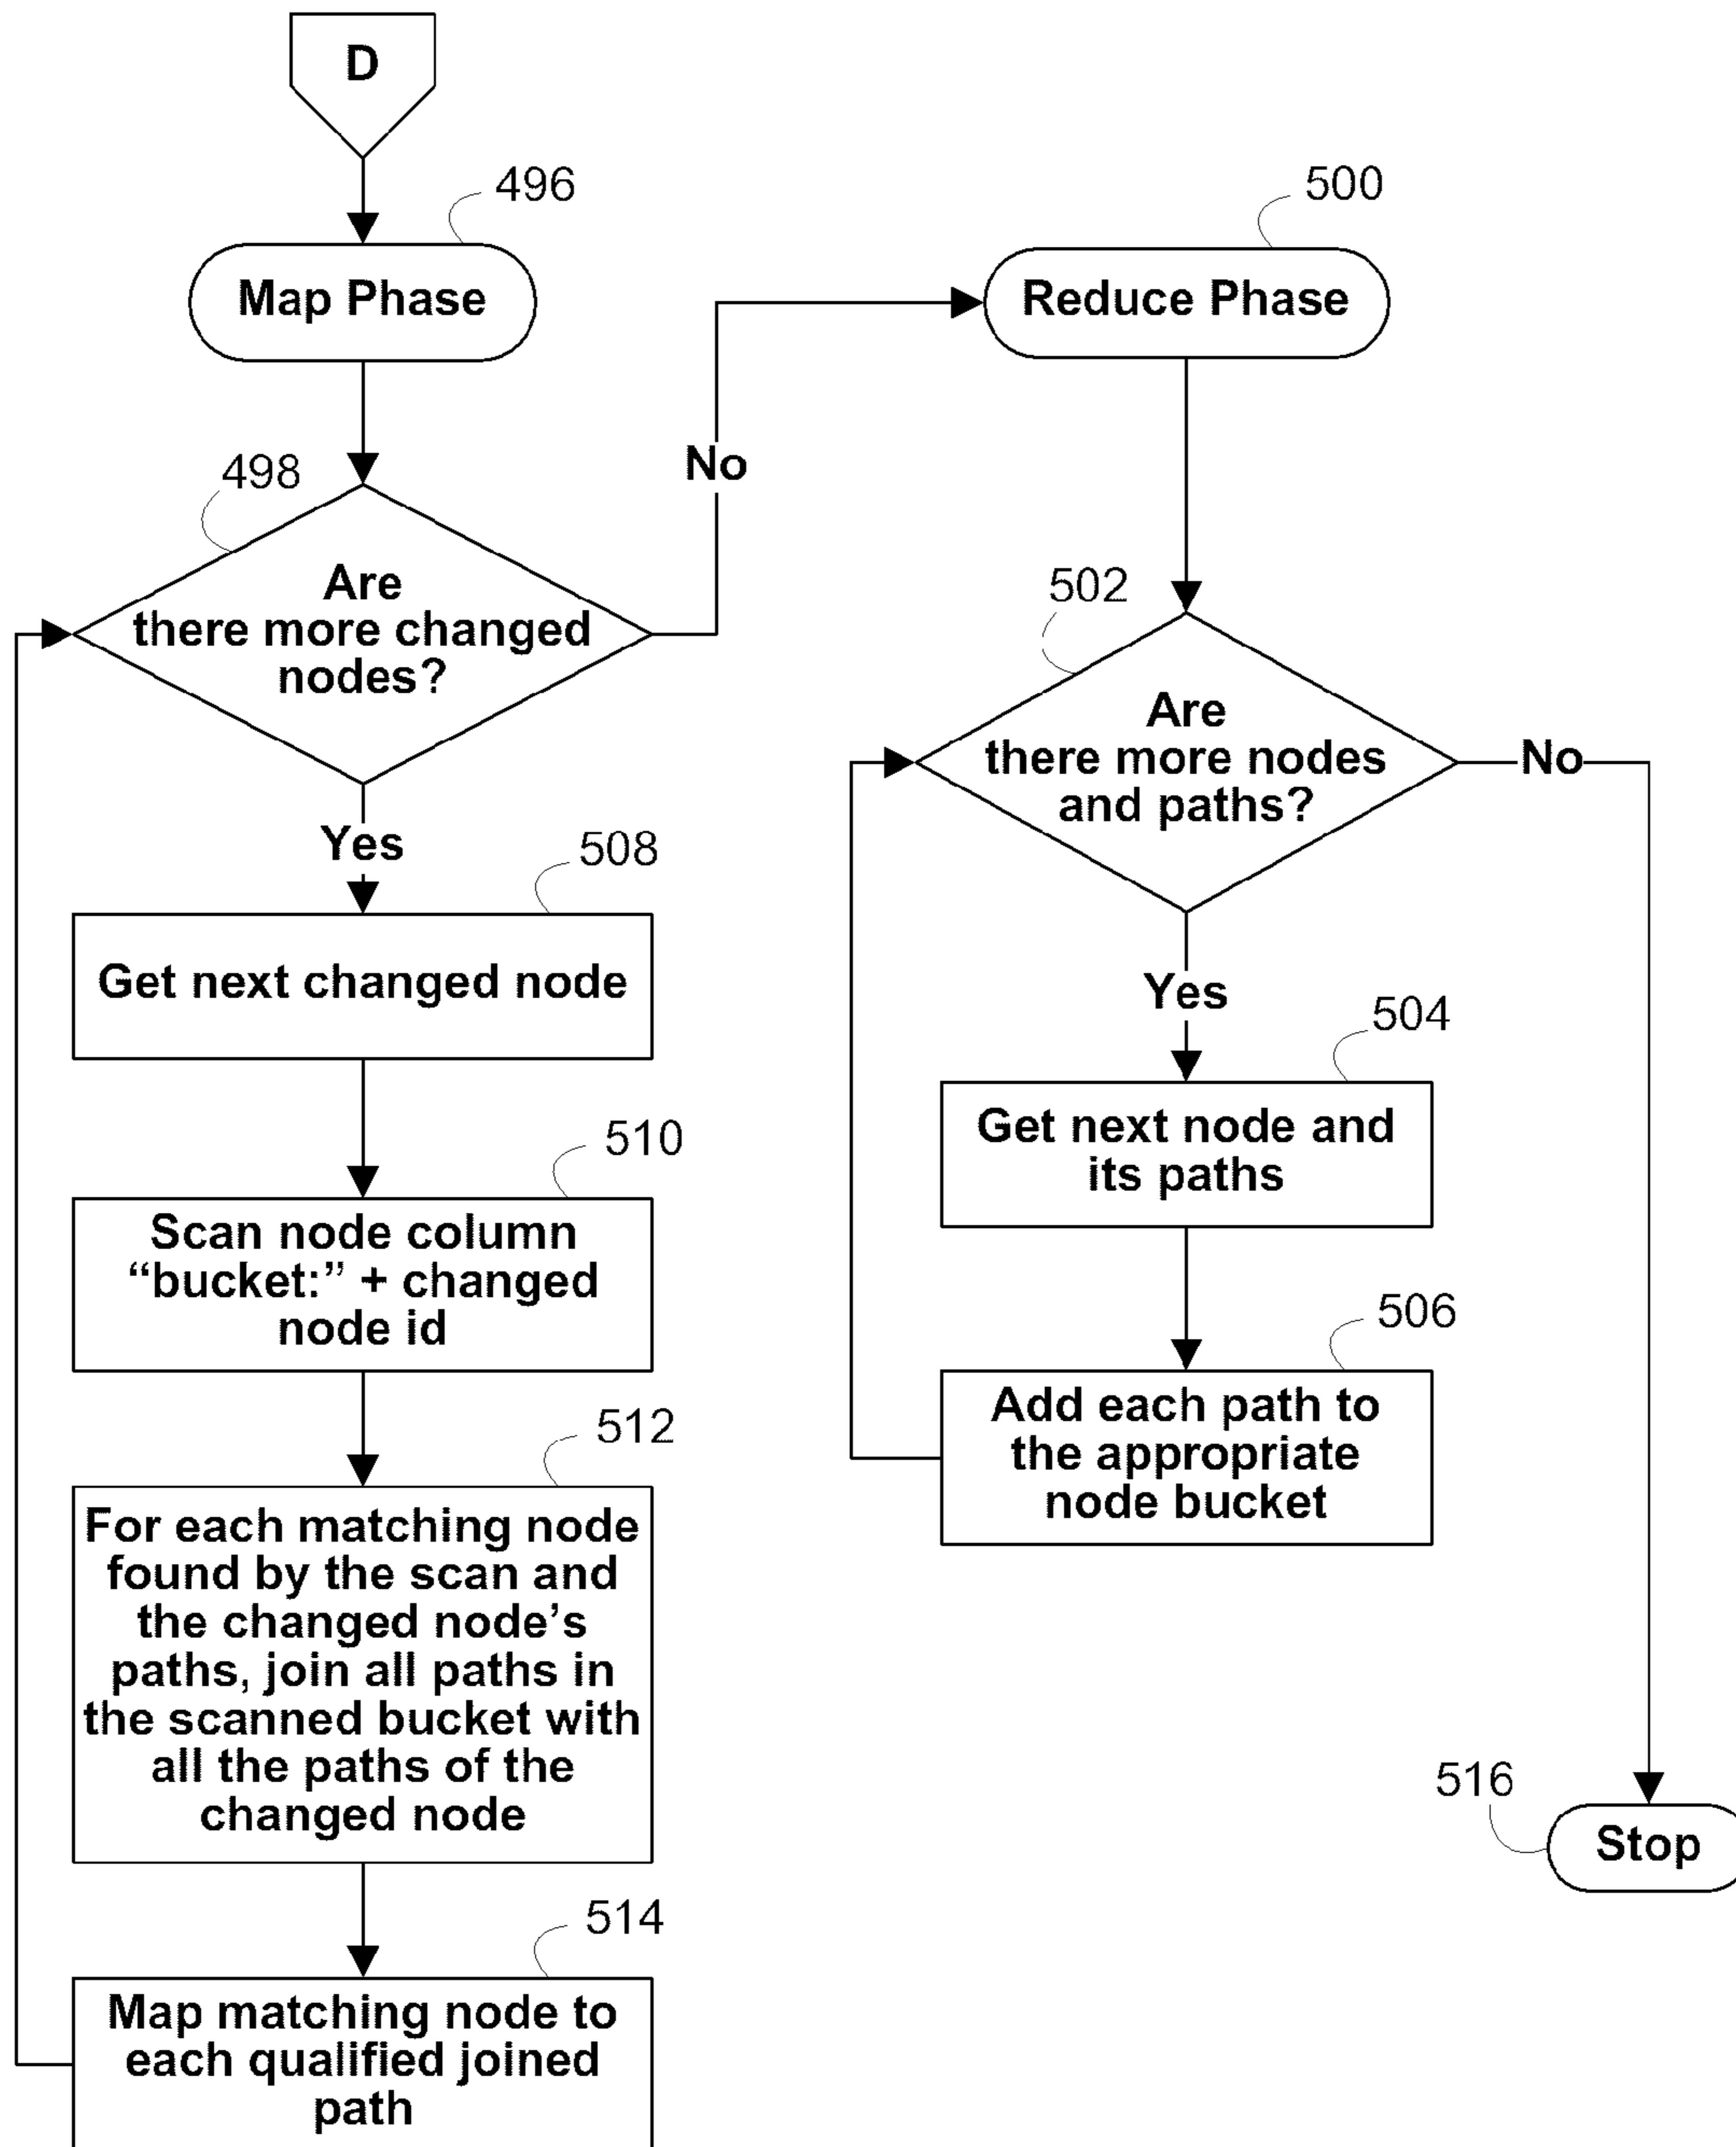 D
496
Map Phase
498
Are
there more changed
nodes?
No
Yes
508
Get next changed node
510
Scan node column
“bucket:” + changed
node id
512
For each matching node
found by the scan and
the changed node’s
paths, join all paths in
the scanned bucket with
all the paths of the
changed node
514
Map matching node to
each qualified joined
path
500
Reduce Phase
502
Are
there more nodes
and paths?
No
Yes
504
Get next node and
its paths
506
Add each path to
the appropriate
node bucket
516
Stop